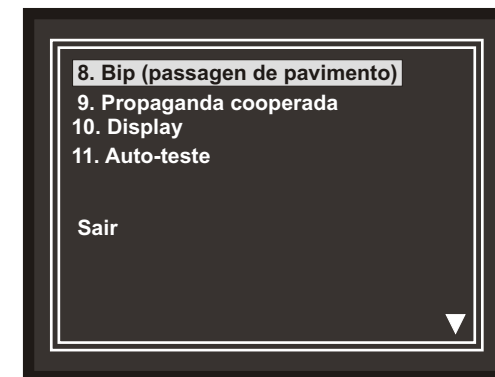 8. Bip (passagen de pavimento)
9. Propaganda cooperada
10. Display
11. Auto-teste
Sair